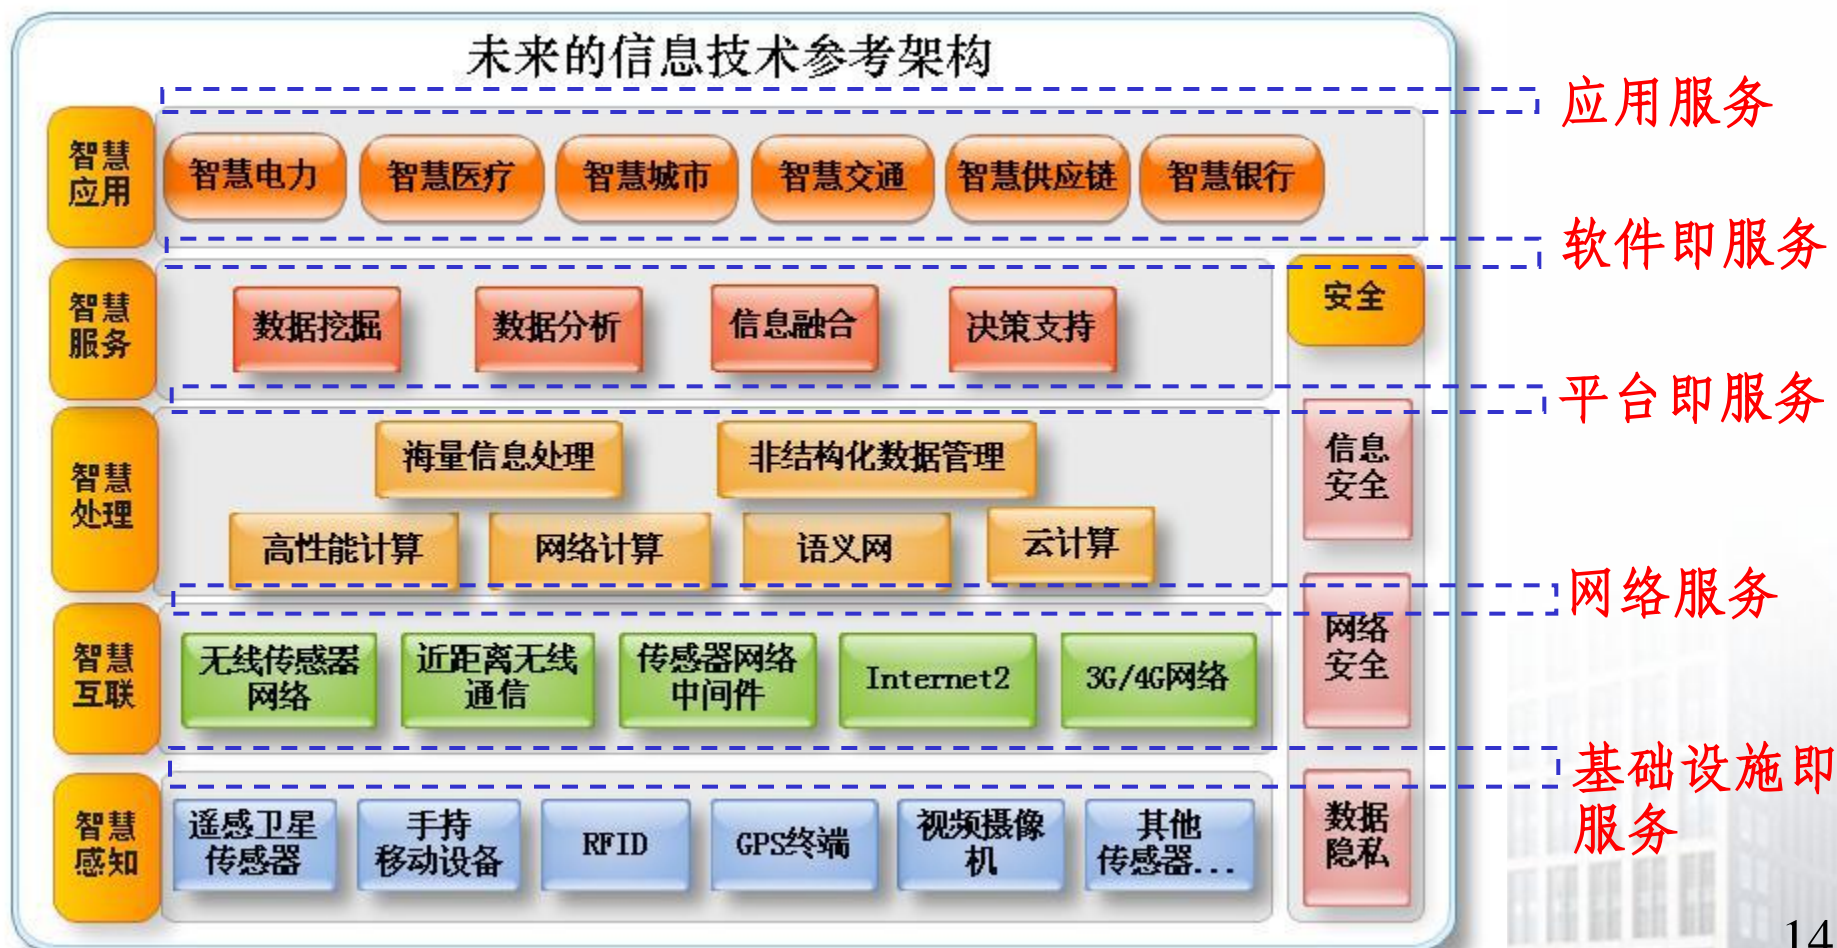 未来的信息技术参考架构
应用服务
智慧
应用
智慧电力
智慧医疗
智慧城市
智慧交通
智慧供应链
智慧银行
软件即服务
智慧
服务
数据挖掘
数据分析
信息融合
决策支持
安全
平台即服务
智慧
处理
海量信息处理
非结构化数据管理
高性能计算
网络计算
语义网
云计算
信息
安全
网络服务
智慧
互联
无线传感器
网络
近距离无线
通信
传感器网络
中间件
Internet2
3G/4G网络
网络
安全
基础设施即
服务
智慧
感知
遥感卫星
传感器
手持
移动设备
RFID
GPS终端
视频摄像
机
其他
传感器...
数据
隐私
14